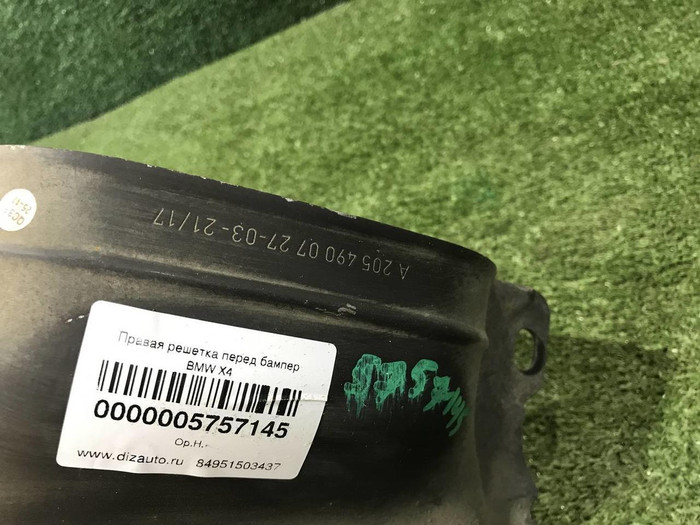 A 205 490 07 27-03-21/17
Правая решетка перед бампер
BMW X4
0000005757145
Ор.Н.-
www.dizauto.ru 84951503437